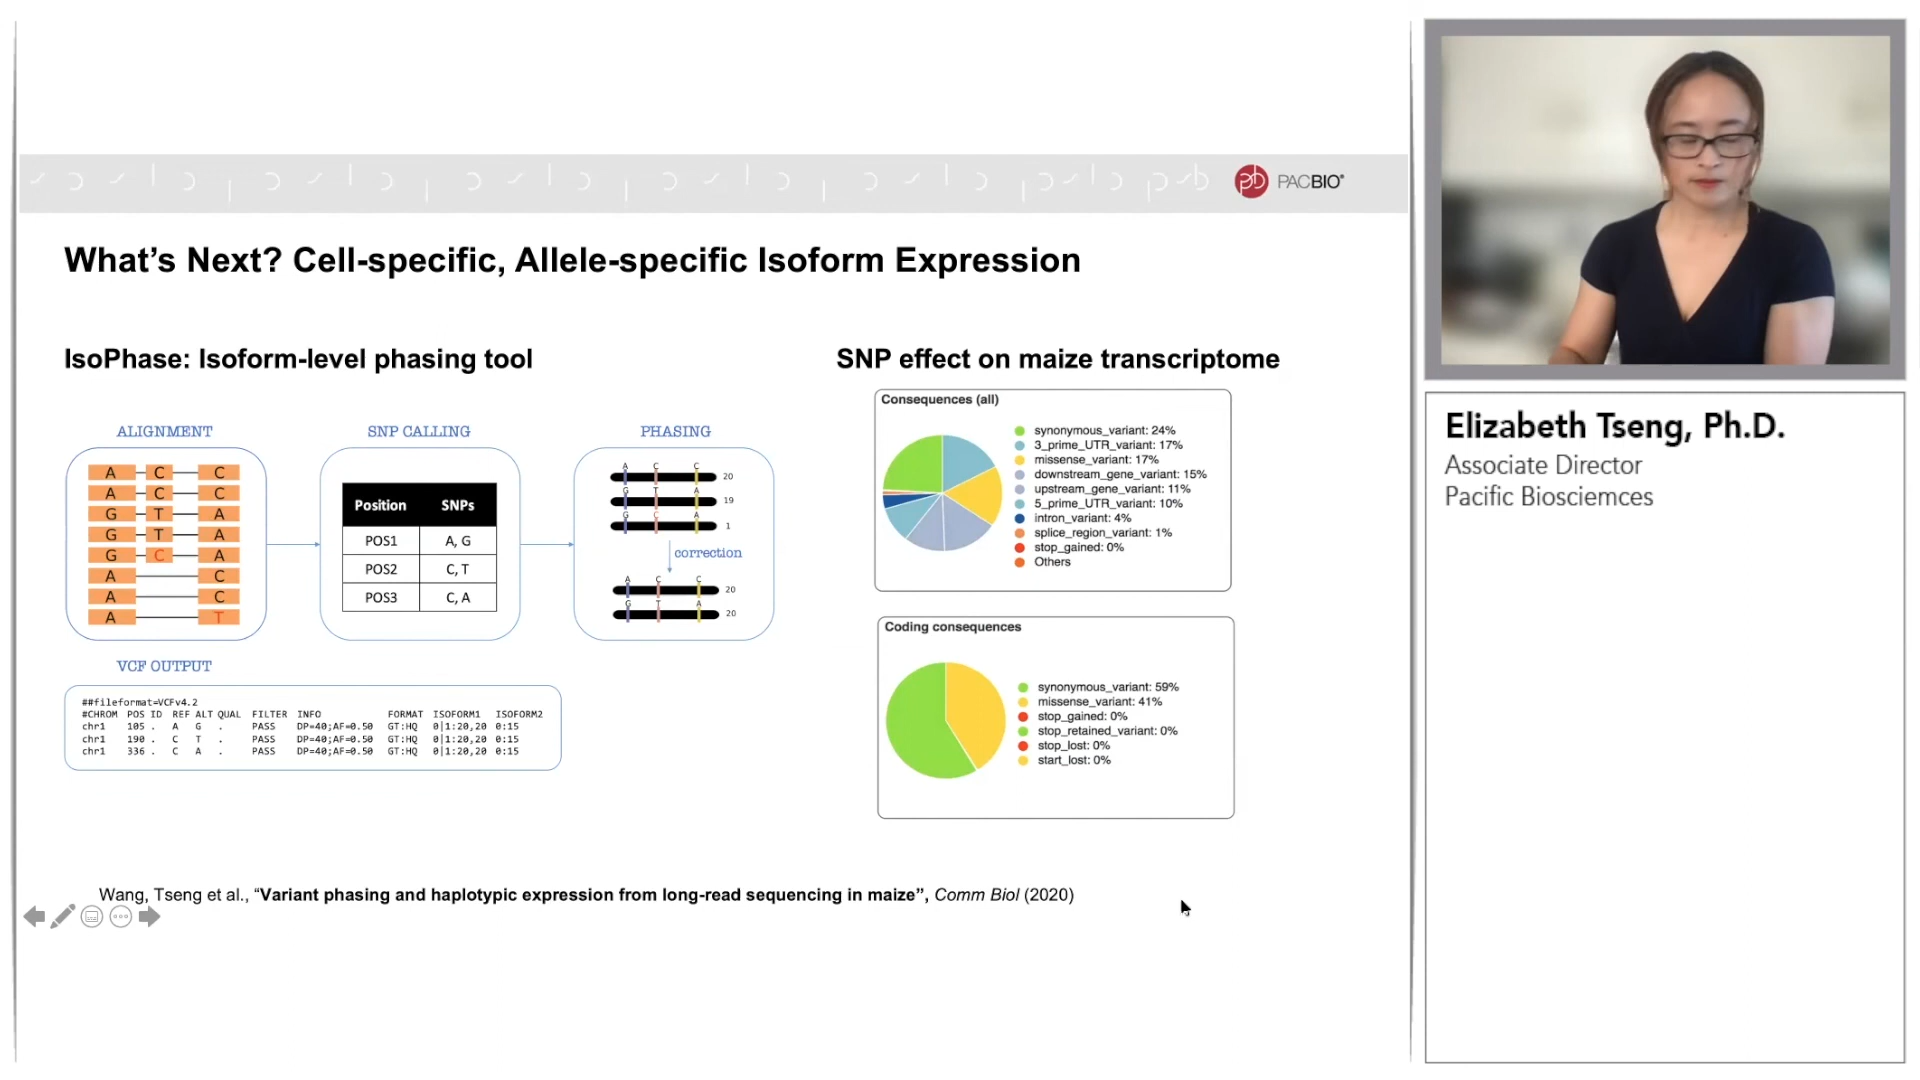 PACBIO®
What's Next? Cell-specific, Allele-specific Isoform Expression
IsoPhase: Isoform-level phasing tool
ALIGNMENT
A C C
A C C
G T A
G T A
G C A
A C
A C
A T
SNP CALLING
Position SNPs
POS1 A, G
POS2 C, T
POS3 C, A
PHASING
A C C
20
G T A
19
G C A
1
correction
A C C
20
G T A
20
VCF OUTPUT
##fileformat=VCFv4.2
#CHROM POS ID REF ALT QUAL FILTER INFO FORMAT ISOFORM1 ISOFORM2
chr1 105 . A G . PASS DP=40;AF=0.50 GT:HQ 0|1:20,20 0:15
chr1 190 . C T . PASS DP=40;AF=0.50 GT:HQ 0|1:20,20 0:15
chr1 336 . C A . PASS DP=40;AF=0.50 GT:HQ 0|1:20,20 0:15
SNP effect on maize transcriptome
Consequences (all)
synonymous_variant: 24%
3_prime_UTR_variant: 17%
missense_variant: 17%
downstream_gene_variant: 15%
upstream_gene_variant: 11%
5_prime_UTR_variant: 10%
intron_variant: 4%
splice_region_variant: 1%
stop_gained: 0%
Others
Coding consequences
synonymous_variant: 59%
missense_variant: 41%
stop_gained: 0%
stop_retained_variant: 0%
stop_lost: 0%
start_lost: 0%
Wang, Tseng et al., “Variant phasing and haplotypic expression from long-read sequencing in maize”, Comm Biol (2020)
Elizabeth Tseng, Ph.D.
Associate Director
Pacific Biosciemces